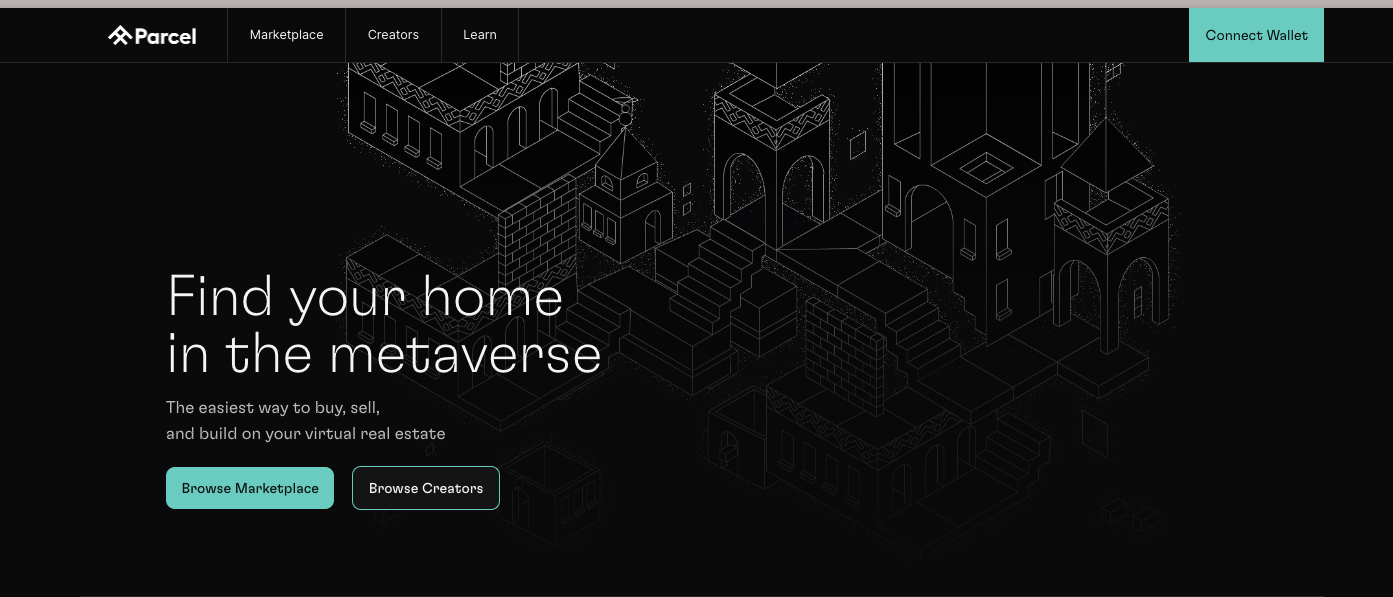 Parcel
Marketplace
Creators
Learn
Connect Wallet
Find your home
in the metaverse
The easiest way to buy, sell,
and build on your virtual real estate
Browse Marketplace
Browse Creators